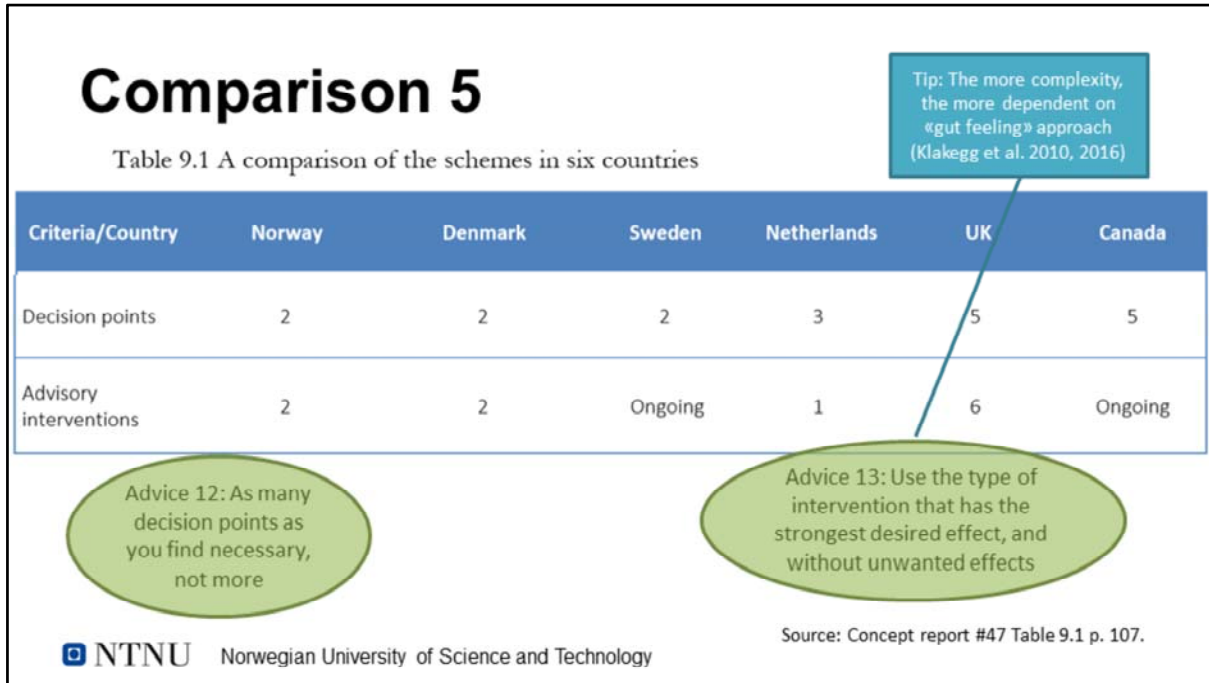 Comparison 5
Tip: The more complexity,
the more dependent on
«gut feeling» approach
(Klakegg et al. 2010, 2016)
Table 9.1 A comparison of the schemes in six countries
Criteria/Country Norway Denmark Sweden Netherlands UK Canada
Decision points 2 2 2 3 5 5
Advisory
interventions 2 2 Ongoing 1 6 Ongoing
Advice 12: As many
decision points as
you find necessary,
not more
Advice 13: Use the type of
intervention that has the
strongest desired effect, and
without unwanted effects
Source: Concept report #47 Table 9.1 p. 107.
NTNU Norwegian University of Science and Technology